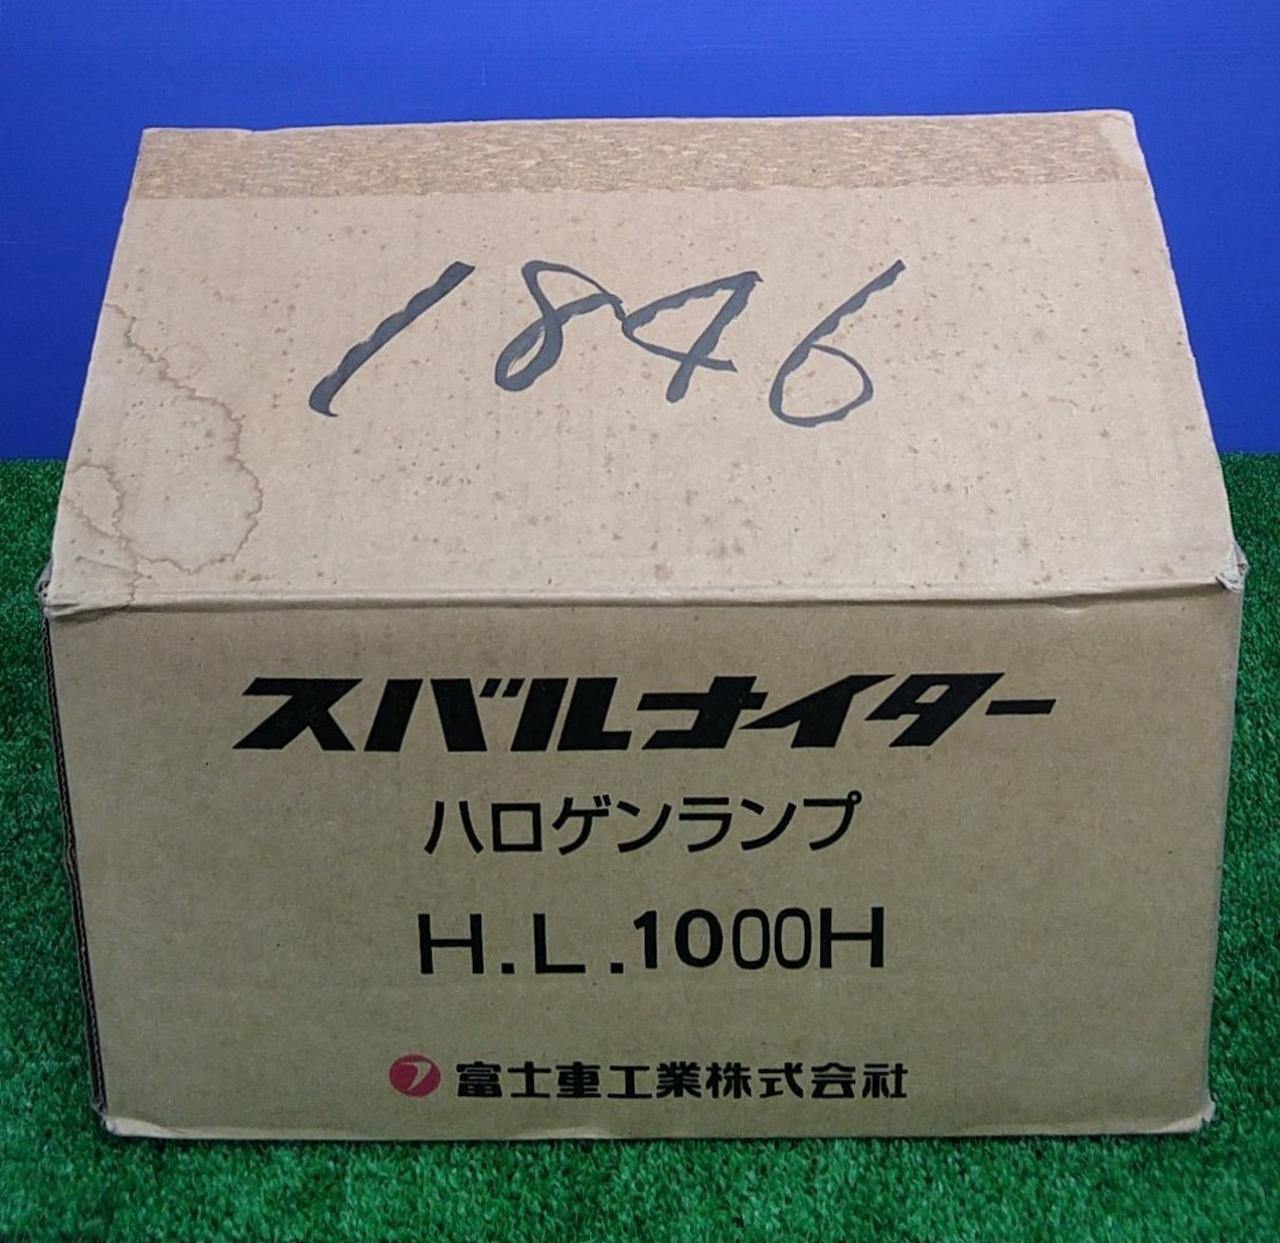 1846
スバルナイター
ハロゲンランプ
H.L.1000H
フ 富士重工業株式会社